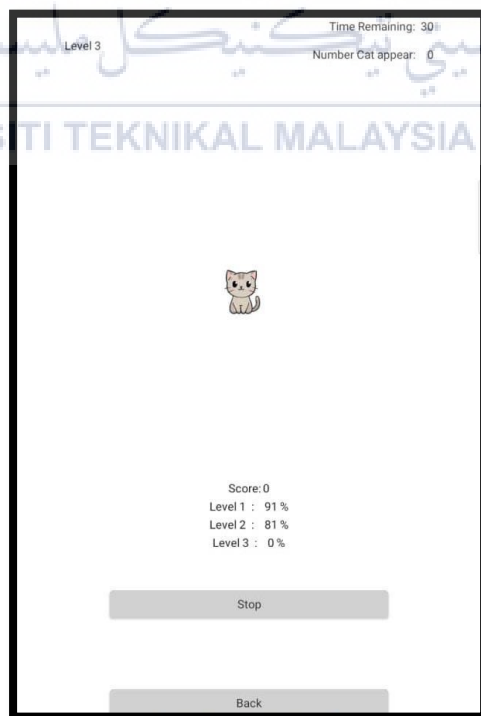 Time Remaining: 30
Level 3
Number Cat appear: 0
TI TEKNIKAL MALAYSIA
Score: 0
Level 1 : 91 %
Level 2 : 81 %
Level 3 : 0 %
Stop
Back